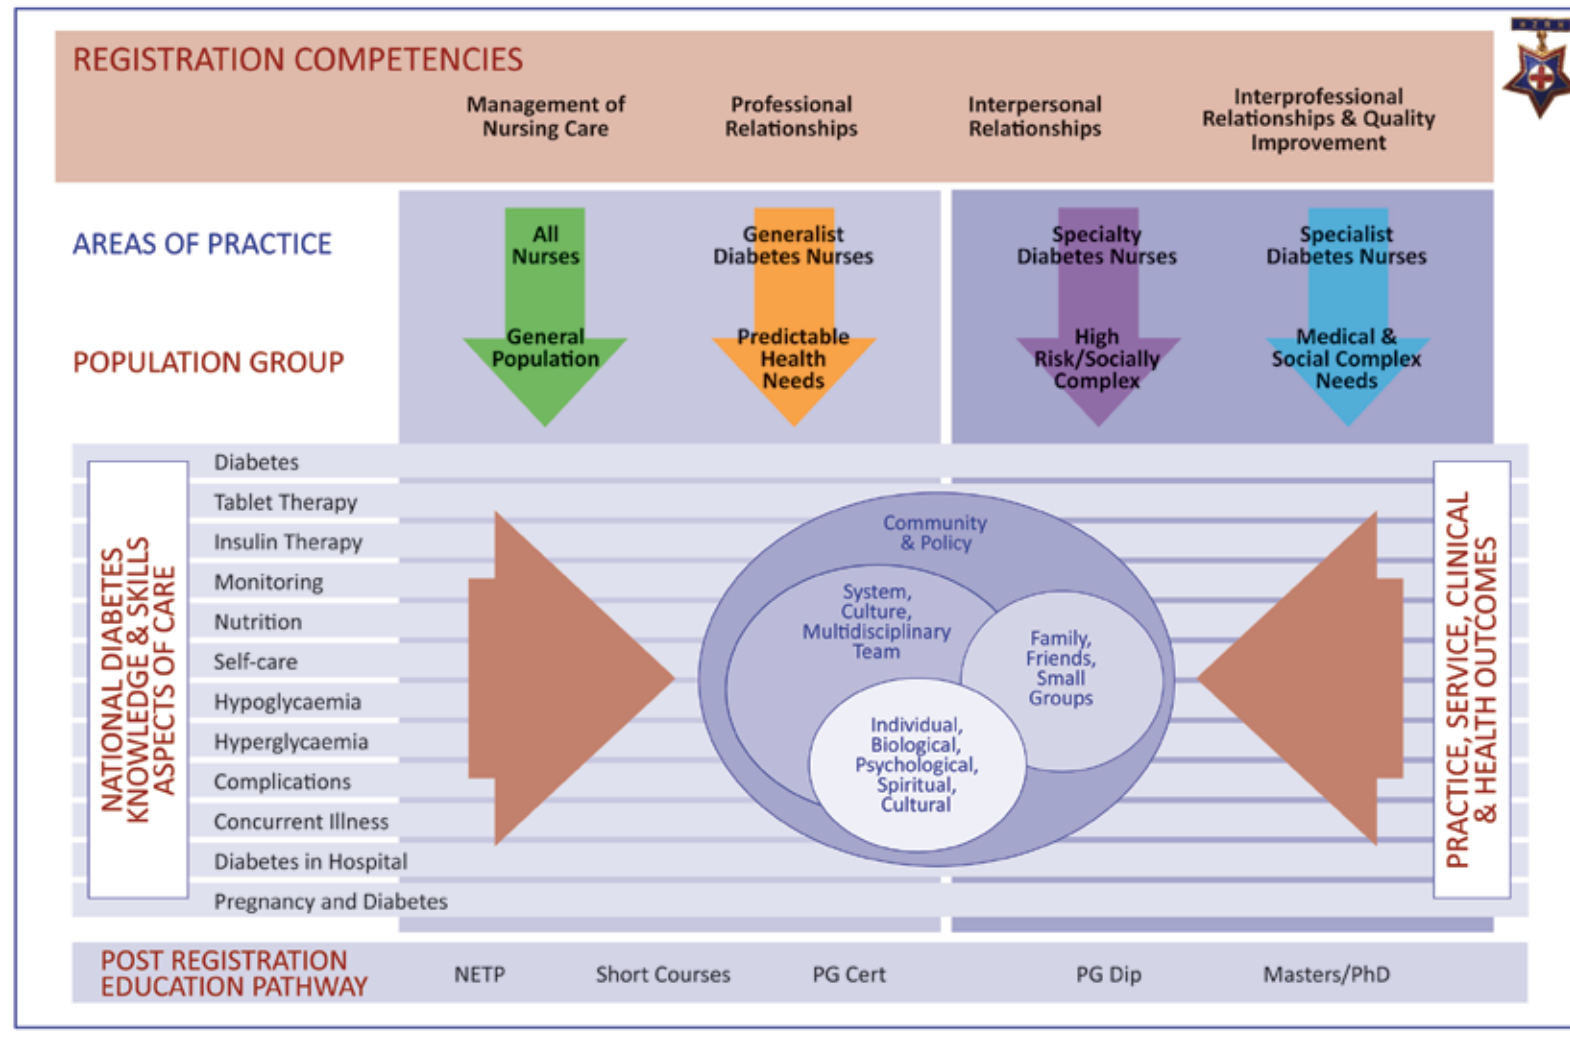 REGISTRATION COMPETENCIES
Management of
Nursing Care
Professional
Relationships
Interpersonal
Relationships
Interprofessional
Relationships & Quality
Improvement
AREAS OF PRACTICE
All
Nurses
Generalist
Diabetes Nurses
Specialty
Diabetes Nurses
Specialist
Diabetes Nurses
POPULATION GROUP
General
Population
Predictable
Health
Needs
High
Risk/Socially
Complex
Medical &
Social Complex
Needs
NATIONAL DIABETES
KNOWLEDGE & SKILLS
ASPECTS OF CARE
Diabetes
Tablet Therapy
Insulin Therapy
Monitoring
Nutrition
Self-care
Hypoglycaemia
Hyperglycaemia
Complications
Concurrent Illness
Diabetes in Hospital
Pregnancy and Diabetes
Community
& Policy
System,
Culture,
Multidisciplinary
Team
Family,
Friends,
Small
Groups
Individual,
Biological,
Psychological,
Spiritual,
Cultural
PRACTICE, SERVICE, CLINICAL
& HEALTH OUTCOMES
POST REGISTRATION
EDUCATION PATHWAY
NETP
Short Courses
PG Cert
PG Dip
Masters/PhD